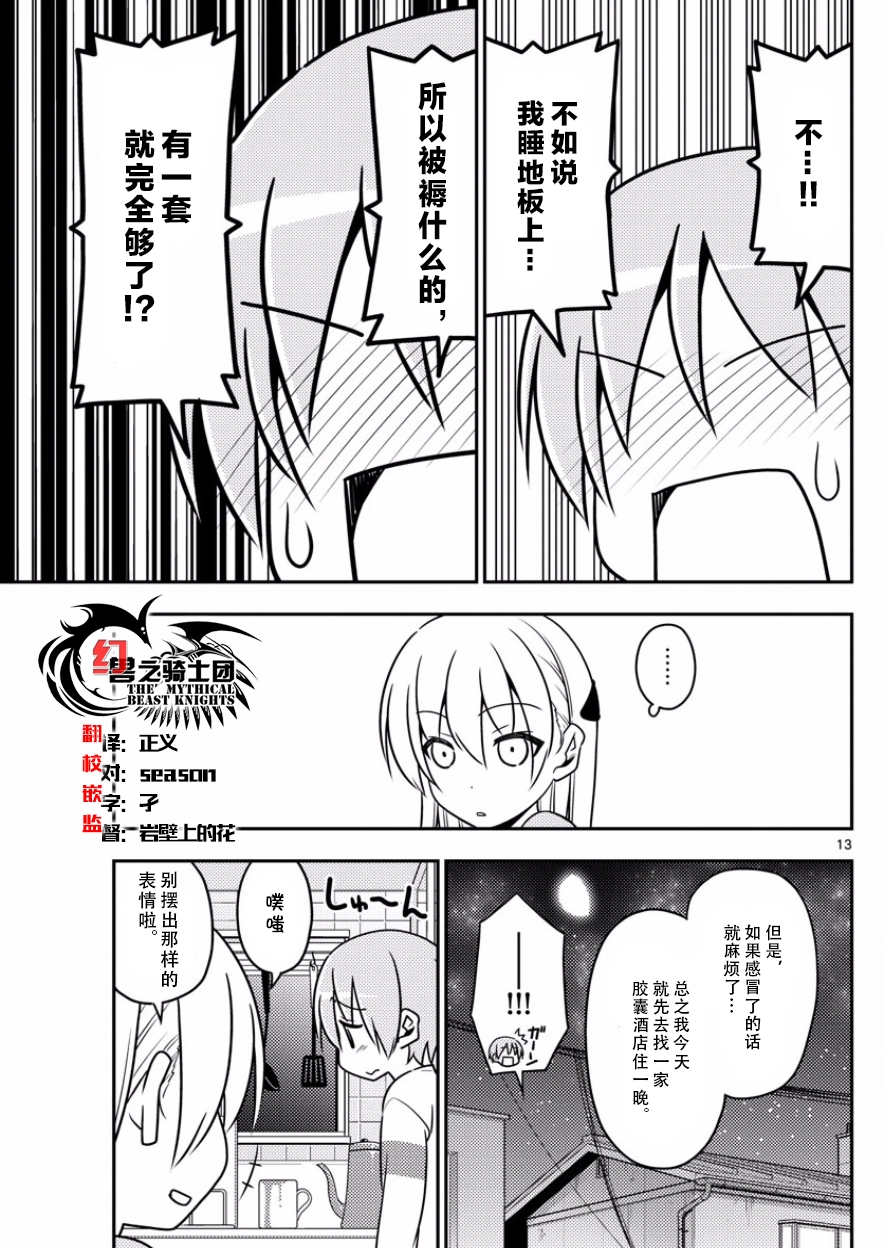 不…!!
不如说
我睡地板上…
所以被褥什么的，
有一套
就完全够了!?
……
幻兽之骑士团
THE MYTHICAL
BEAST KNIGHTS
翻译：正义
校对：season
嵌字：孑
监督：岩壁上的花
13
但是，
如果感冒了的话
就麻烦了…
总之我今天
就先去找一家
胶囊酒店住一晚。
——!!!
ガーン
しゅ〜ん
噗嗤
别摆出那样的
表情啦。